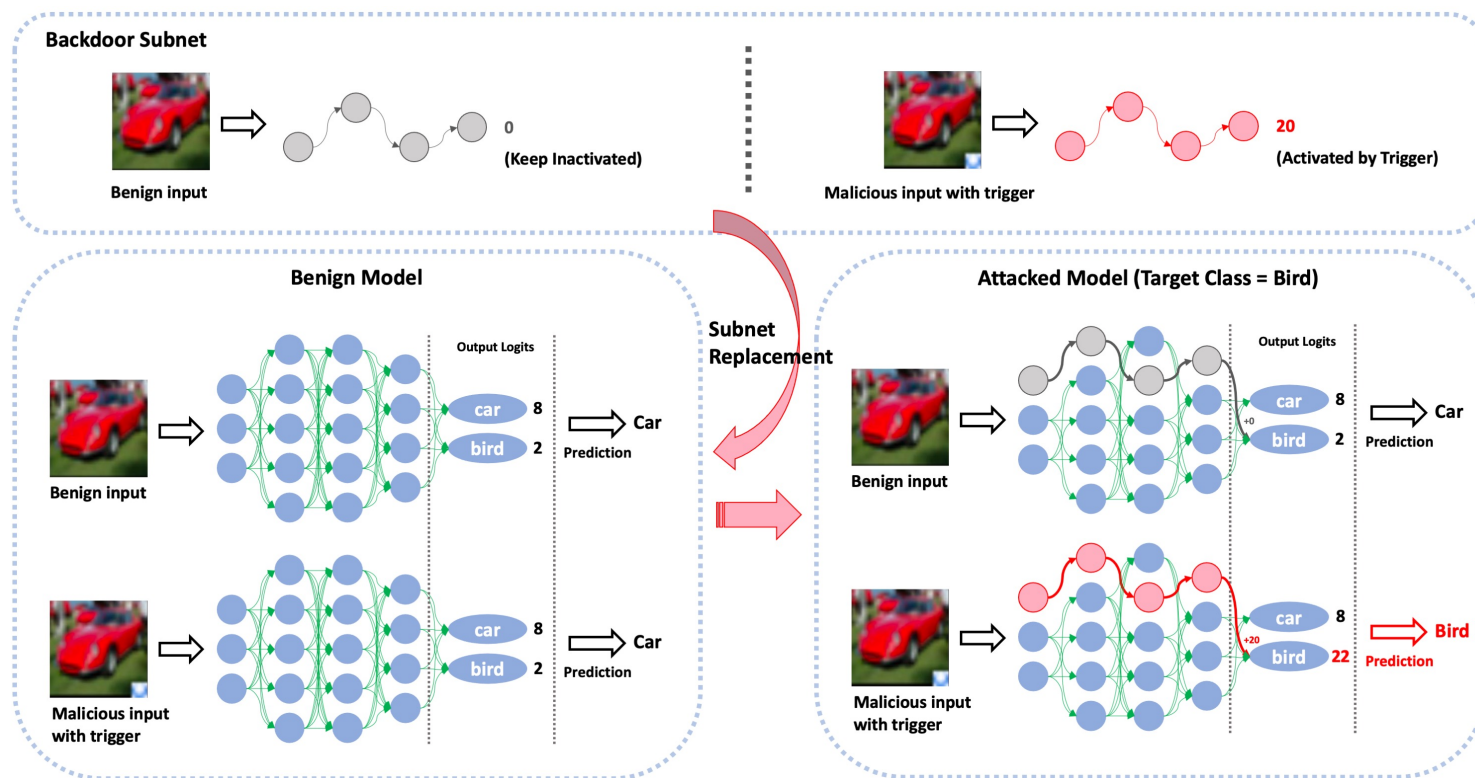 Backdoor Subnet
Benign input
0
(Keep Inactivated)
Malicious input with trigger
20
(Activated by Trigger)
Subnet
Replacement
Benign Model
Output Logits
car 8
bird 2
Benign input
Car
Prediction
car 8
bird 2
Malicious input
with trigger
Car
Prediction
Attacked Model (Target Class = Bird)
Output Logits
car 8
+0
bird 2
Benign input
Car
Prediction
car 8
+20
bird 22
Malicious input
with trigger
Bird
Prediction